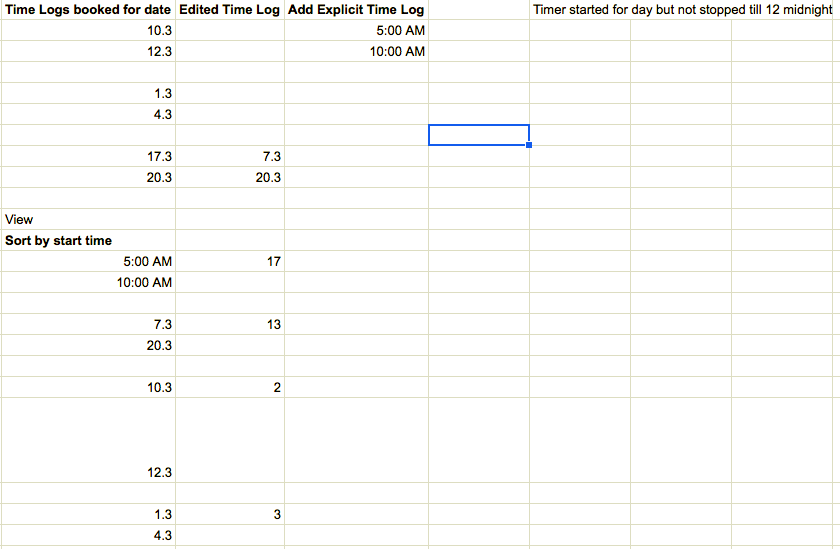 Time Logs booked for date Edited Time Log Add Explicit Time Log Timer started for day but not stopped till 12 midnight
10.3 5:00 AM
12.3 10:00 AM
1.3
4.3
17.3 7.3
20.3 20.3
View
Sort by start time
5:00 AM 17
10:00 AM
7.3 13
20.3
10.3 2
12.3
1.3 3
4.3